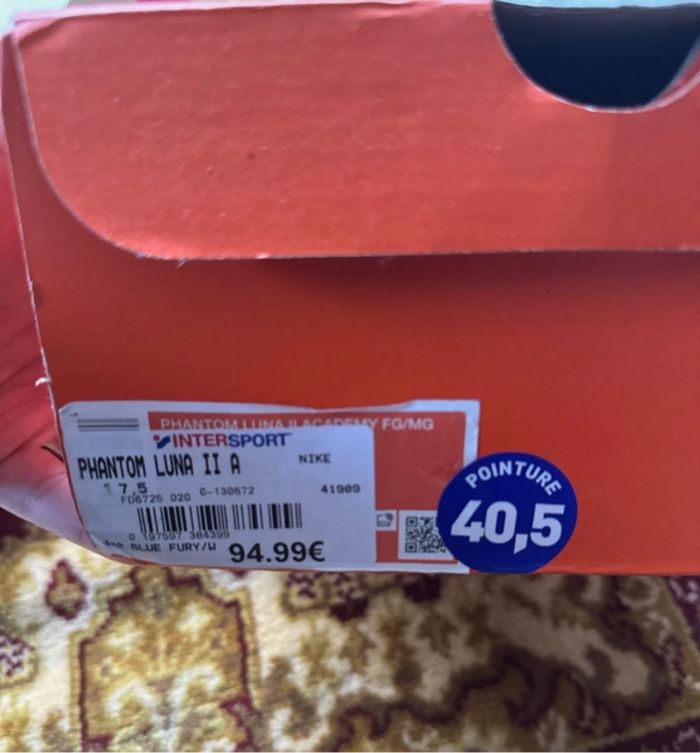 PHANTOM LUNA II ACADEMY FG/MG
INTERSPORT
PHANTOM LUNA II A NIKE
7.5
FD6725 020 0-130672 41909
0 197597 384399
BLUE FURY/W 94.99€
POINTURE
40,5